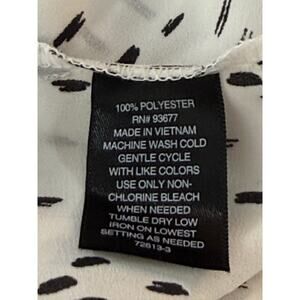 100% POLYESTER
RN# 93677
MADE IN VIETNAM
MACHINE WASH COLD
GENTLE CYCLE
WITH LIKE COLORS
USE ONLY NON-
CHLORINE BLEACH
WHEN NEEDED
TUMBLE DRY LOW
IRON ON LOWEST
SETTING AS NEEDED
72613-3